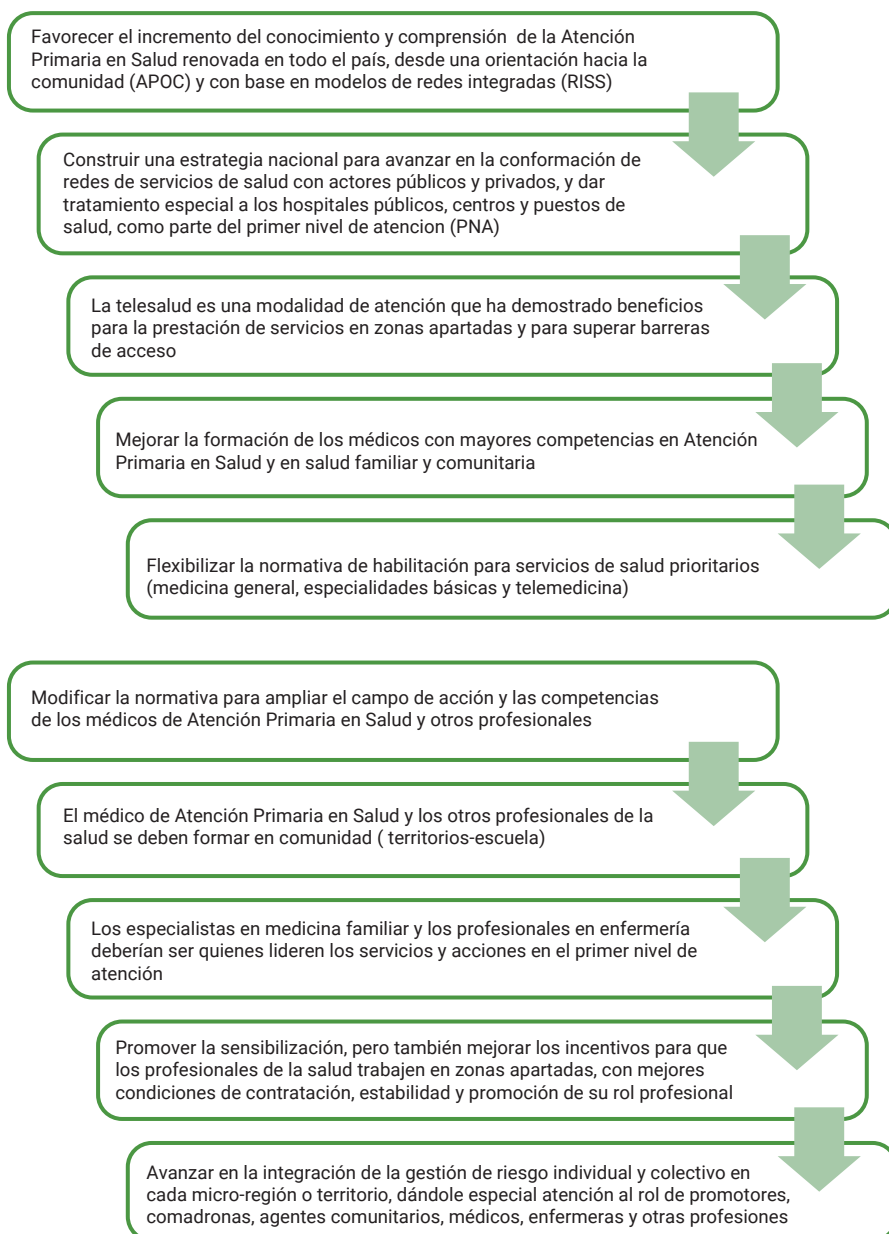 Favorecer el incremento del conocimiento y comprensión de la Atención
Primaria en Salud renovada en todo el país, desde una orientación hacia la
comunidad (APOC) y con base en modelos de redes integradas (RISS)
Construir una estrategia nacional para avanzar en la conformación de
redes de servicios de salud con actores públicos y privados, y dar
tratamiento especial a los hospitales públicos, centros y puestos de
salud, como parte del primer nivel de atencion (PNA)
La telesalud es una modalidad de atención que ha demostrado beneficios
para la prestación de servicios en zonas apartadas y para superar barreras
de acceso
Mejorar la formación de los médicos con mayores competencias en Atención
Primaria en Salud y en salud familiar y comunitaria
Flexibilizar la normativa de habilitación para servicios de salud prioritarios
(medicina general, especialidades básicas y telemedicina)
Modificar la normativa para ampliar el campo de acción y las competencias
de los médicos de Atención Primaria en Salud y otros profesionales
El médico de Atención Primaria en Salud y los otros profesionales de la
salud se deben formar en comunidad ( territorios-escuela)
Los especialistas en medicina familiar y los profesionales en enfermería
deberían ser quienes lideren los servicios y acciones en el primer nivel de
atención
Promover la sensibilización, pero también mejorar los incentivos para que
los profesionales de la salud trabajen en zonas apartadas, con mejores
condiciones de contratación, estabilidad y promoción de su rol profesional
Avanzar en la integración de la gestión de riesgo individual y colectivo en
cada micro-región o territorio, dándole especial atención al rol de promotores,
comadronas, agentes comunitarios, médicos, enfermeras y otras profesiones